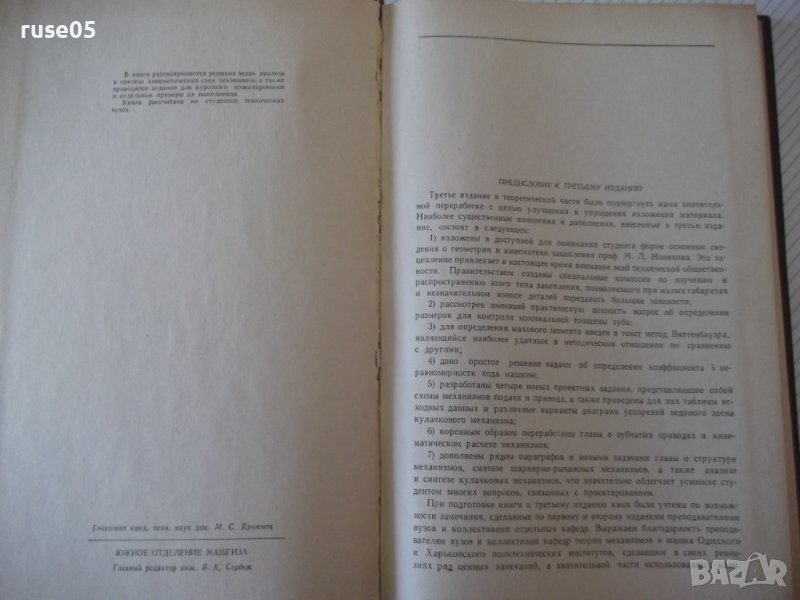 ruse05
В книге рассматриваются решения задач анализа
и синтеза кинематических схем механизмов, а также
приводятся задания для курсового проектирования
и отдельные примеры их выполнения.
Книга рассчитана на студентов технических
вузов.
Рецензент канд. техн. наук доц. М. С. Кромовец
ЮЖНОЕ ОТДЕЛЕНИЕ МАШГИЗА
Главный редактор инж. В. К. Сердюк
ПРЕДИСЛОВИЕ К ТРЕТЬЕМУ ИЗДАНИЮ
Третье издание в теоретической части было подвергнуто нами значитель-
ной переработке с целью улучшения и упрощения изложения материала.
Наиболее существенные изменения и дополнения, внесенные в третье изда-
ние, состоят в следующем:
1) изложены в доступной для понимания студента форме основные све-
дения о геометрии и кинематике зацепления проф. М. Л. Новикова. Это за-
цепление привлекает в настоящее время внимание всей технической обществен-
ности. Правительством созданы специальные комиссии по изучению и
распространению этого типа зацепления, позволяющего при малых габаритах
и незначительном износе деталей передавать большие мощности;
2) рассмотрен имеющий практическую ценность вопрос об определении
размеров для контроля номинальной толщины зуба;
3) для определения махового момента введен в текст метод Виттенбауэра,
являющийся наиболее удачным в методическом отношении по сравнению
с другими;
4) дано простое решение задачи об определении коэффициента δ не-
равномерности хода машины;
5) разработаны четыре новых проектных задания, представляющие собой
схемы механизмов подачи и привода, а также приведены для них таблицы ис-
ходных данных и различные варианты диаграмм ускорений ведомого звена
кулачкового механизма;
6) коренным образом переработаны главы о зубчатых приводах и кине-
матическом расчете механизмов;
7) дополнены рядом параграфов и новыми задачами главы о структуре
механизмов, синтезе шарнирно-рычажных механизмов, а также анализе
и синтезе кулачковых механизмов, что значительно облегчает усвоение сту-
дентом многих вопросов, связанных с проектированием.
При подготовке книги к третьему изданию нами были учтены по возмож-
ности замечания, сделанные по первому и второму изданиям преподавателями
вузов и коллективами отдельных кафедр. Выражаем благодарность препода-
вателям вузов и коллективам кафедр теории механизмов и машин Одесского
и Харьковского политехнических институтов, сделавшим в своих рецен-
зиях ряд ценных замечаний, в значительной части использованных
BAZAR